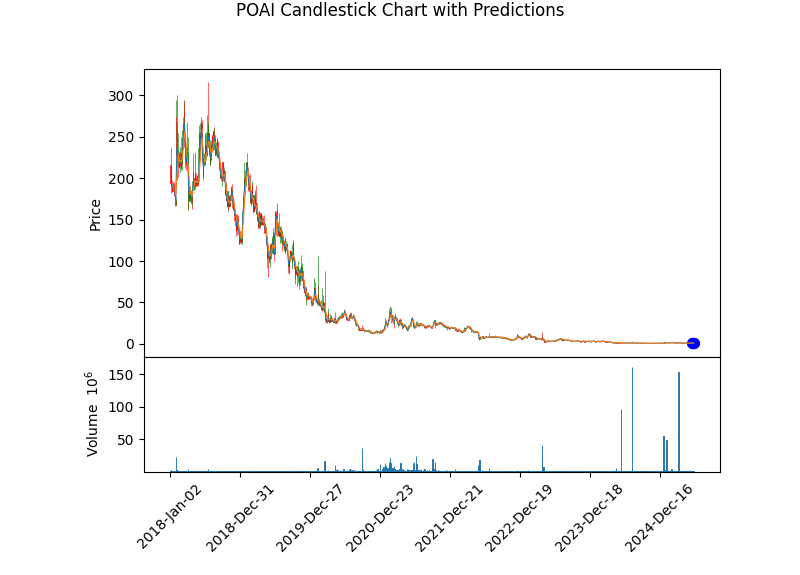 POAI Candlestick Chart with Predictions
300
250
200
150
100
50
0
Price
150
100
50
Volume 10^6
2018-Jan-02
2018-Dec-31
2019-Dec-27
2020-Dec-23
2021-Dec-21
2022-Dec-19
2023-Dec-18
2024-Dec-16